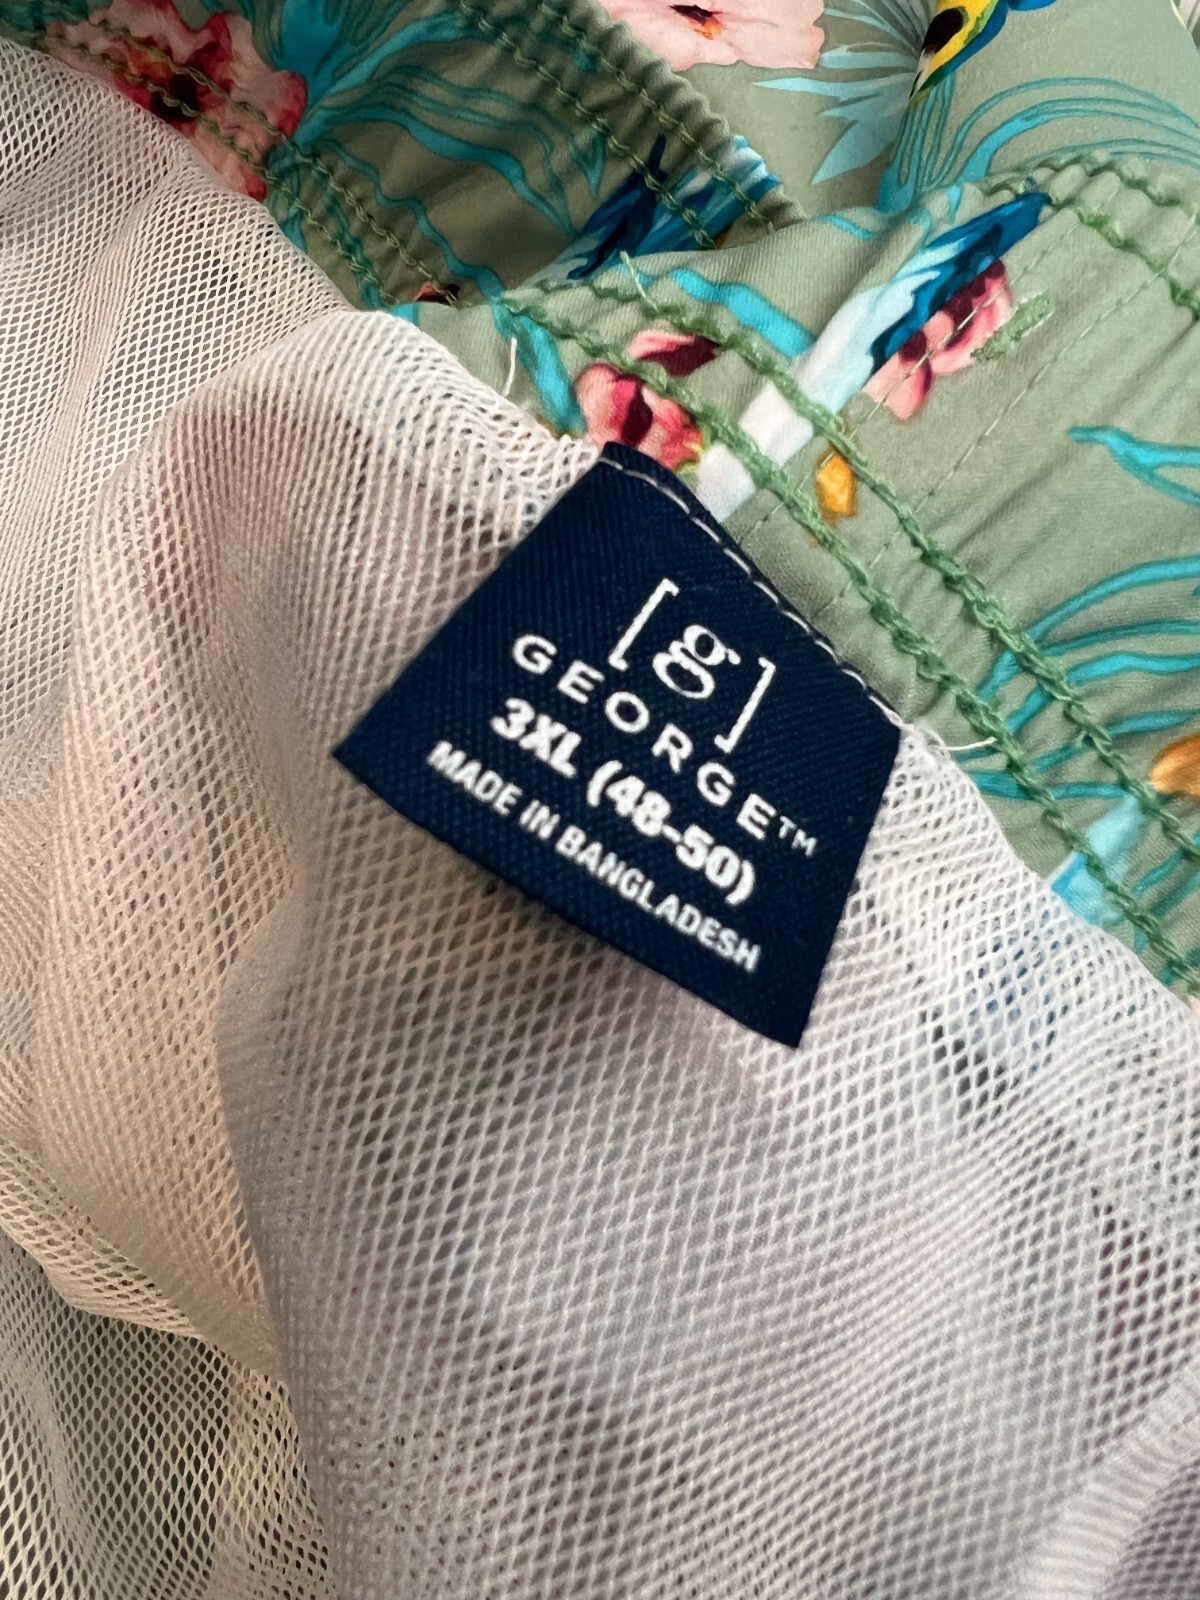 [g]
GEORGE™
3XL (48-50)
MADE IN BANGLADESH